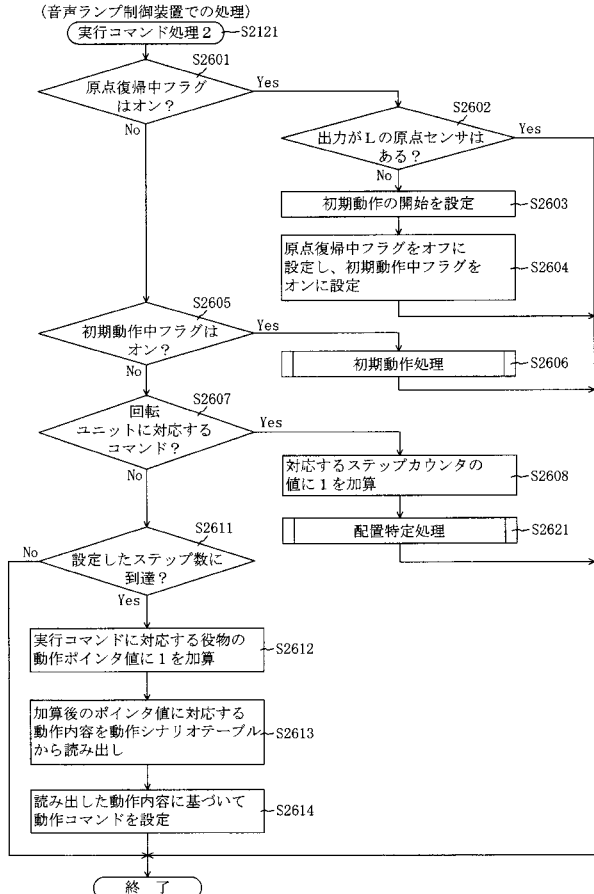 (音声ランプ制御装置での処理)
実行コマンド処理2
S2121
S2601
原点復帰中フラグ
はオン?
Yes
No
S2602
出力がLの原点センサは
ある?
Yes
No
初期動作の開始を設定
S2603
原点復帰中フラグをオフに
設定し、初期動作中フラグを
オンに設定
S2604
S2605
初期動作中フラグは
オン?
Yes
No
初期動作処理
S2606
S2607
回転
ユニットに対応する
コマンド?
Yes
No
対応するステップカウンタの
値に1を加算
S2608
配置特定処理
S2621
S2611
設定したステップ数に
到達?
No
Yes
実行コマンドに対応する役物の
動作ポインタ値に1を加算
S2612
加算後のポインタ値に対応する
動作内容を動作シナリオテーブル
から読み出し
S2613
読み出した動作内容に基づいて
動作コマンドを設定
S2614
終 了